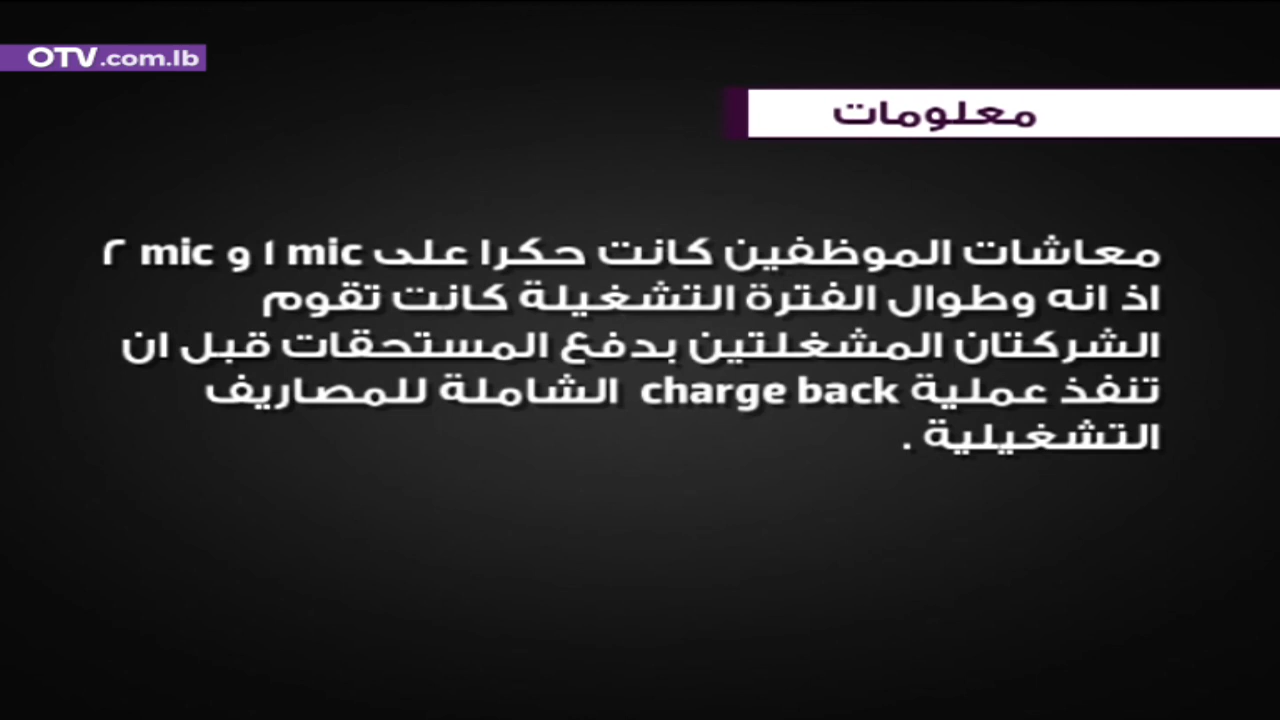 OTV.com.lb
معلومات
معاشات الموظفين كانت حكرا على mic ١ و mic ٢
اذ انه وطوال الفترة التشغيلة كانت تقوم
الشركتان المشغلتين بدفع المستحقات قبل ان
تنفذ عملية charge back الشاملة للمصاريف
التشغيلية .